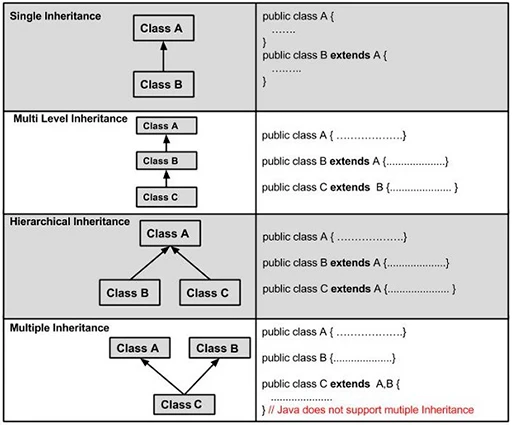 Single Inheritance
Class A
Class B
public class A {
.......
}
public class B extends A {
.........
}
Multi Level Inheritance
Class A
Class B
Class C
public class A { ...................}
public class B extends A {....................}
public class C extends B {..................... }
Hierarchical Inheritance
Class A
Class B
Class C
public class A { ...................}
public class B extends A {....................}
public class C extends A {..................... }
Multiple Inheritance
Class A
Class B
Class C
public class A { ...................}
public class B {....................}
public class C extends A,B {
.....................
} // Java does not support mutiple Inheritance